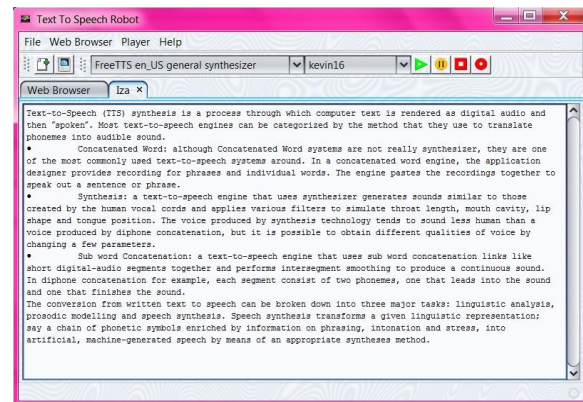 Text To Speech Robot
File Web Browser Player Help
FreeTTS en_US general synthesizer kevin16
Web Browser Iza ×
Text-to-Speech (TTS) synthesis is a process through which computer text is rendered as digital audio and
then "spoken". Most text-to-speech engines can be categorized by the method that they use to translate
phonemes into audible sound.
• Concatenated Word: although Concatenated Word systems are not really synthesizer, they are one
of the most commonly used text-to-speech systems around. In a concatenated word engine, the application
designer provides recording for phrases and individual words. The engine pastes the recordings together to
speak out a sentence or phrase.
• Synthesis: a text-to-speech engine that uses synthesizer generates sounds similar to those
created by the human vocal cords and applies various filters to simulate throat length, mouth cavity, lip
shape and tongue position. The voice produced by synthesis technology tends to sound less human than a
voice produced by diphone concatenation, but it is possible to obtain different qualities of voice by
changing a few parameters.
• Sub word Concatenation: a text-to-speech engine that uses sub word concatenation links like
short digital-audio segments together and performs intersegment smoothing to produce a continuous sound.
In diphone concatenation for example, each segment consist of two phonemes, one that leads into the sound
and one that finishes the sound.
The conversion from written text to speech can be broken down into three major tasks: linguistic analysis,
prosodic modelling and speech synthesis. Speech synthesis transforms a given linguistic representation;
say a chain of phonetic symbols enriched by information on phrasing, intonation and stress, into
artificial, machine-generated speech by means of an appropriate syntheses method.